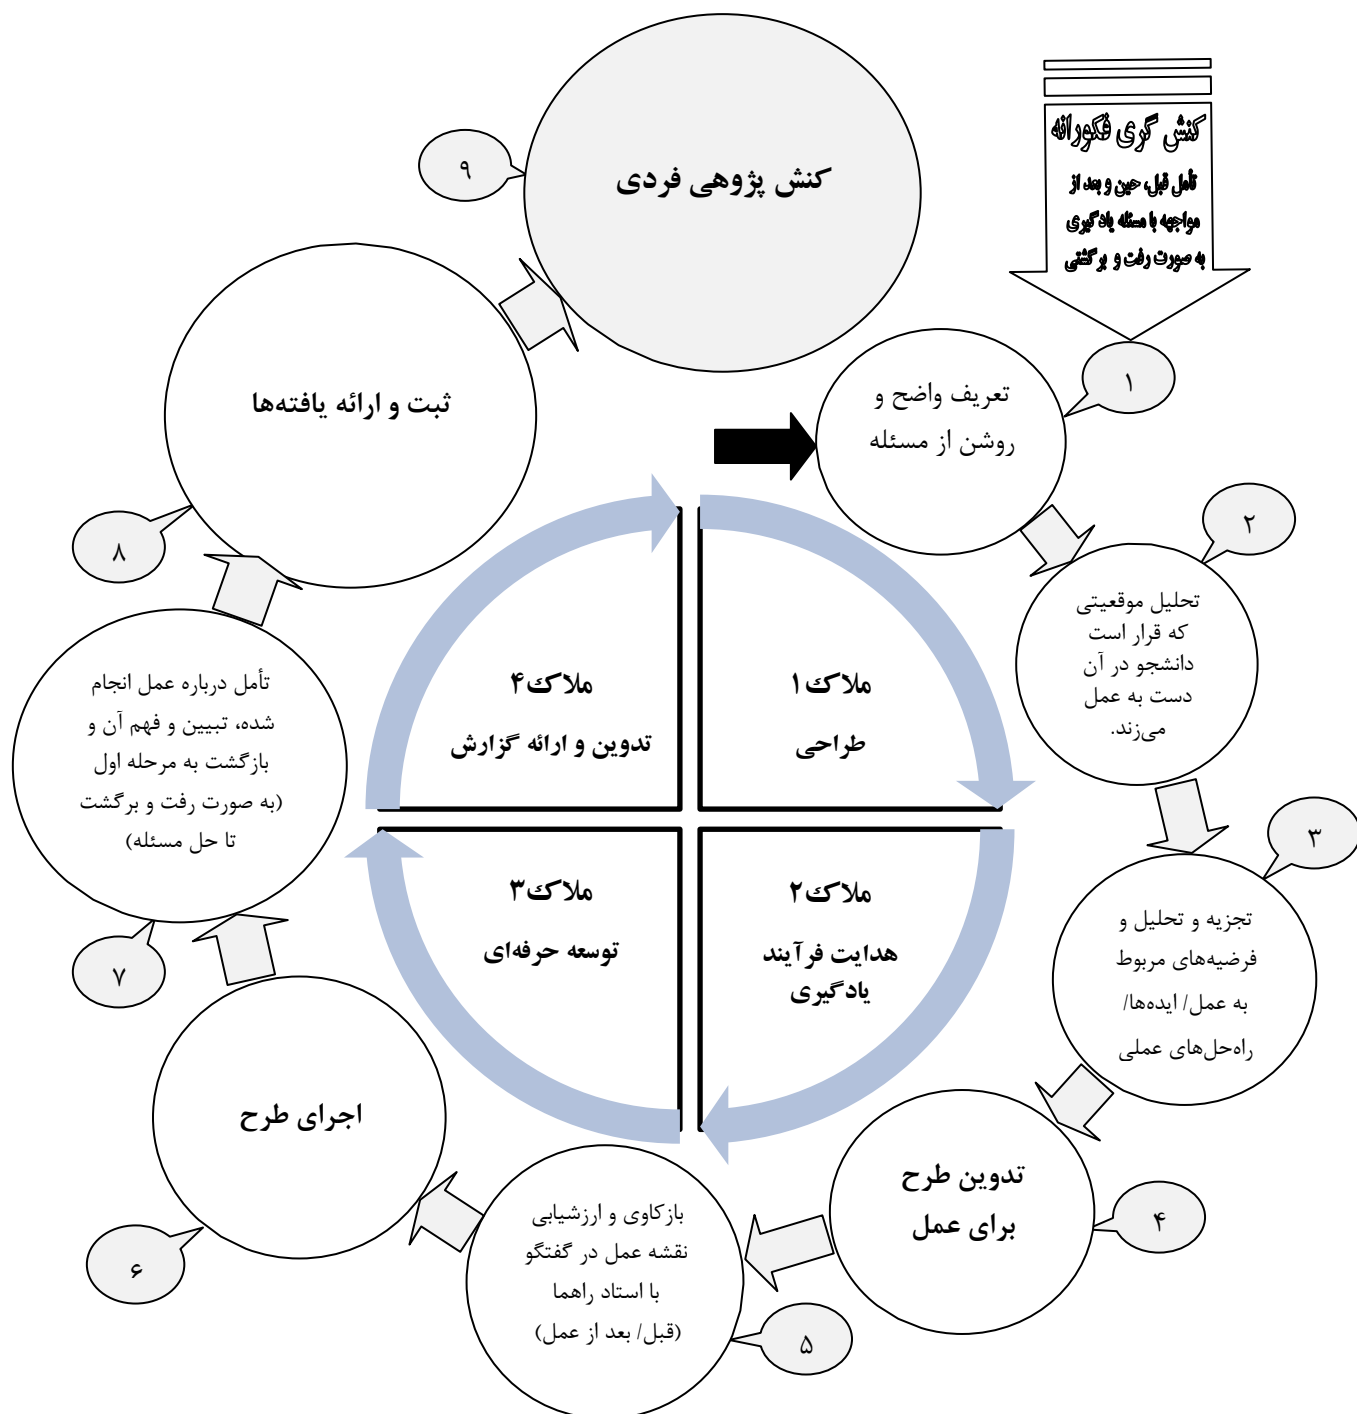 کنش گری فکورانه
تأمل قبل، حین و بعد از
مواجهه با مسئله یادگیری
به صورت رفت و برگشتی
۱
تعریف واضح و
روشن از مسئله
۲
تحلیل موقعیتی
که قرار است
دانشجو در آن
دست به عمل
می‌زند.
۳
تجزیه و تحلیل و
فرضیه‌های مربوط
به عمل/ ایده‌ها/
راه‌حل‌های عملی
۴
تدوین طرح
برای عمل
۵
بازکاوی و ارزشیابی
نقشه عمل در گفتگو
با استاد راهما
(قبل/ بعد از عمل)
۶
اجرای طرح
۷
تأمل درباره عمل انجام
شده، تبیین و فهم آن و
بازگشت به مرحله اول
(به صورت رفت و برگشت
تا حل مسئله)
۸
ثبت و ارائه یافته‌ها
۹
کنش پژوهی فردی
ملاک ۱
طراحی
ملاک ۲
هدایت فرآیند
یادگیری
ملاک ۳
توسعه حرفه‌ای
ملاک ۴
تدوین و ارائه گزارش